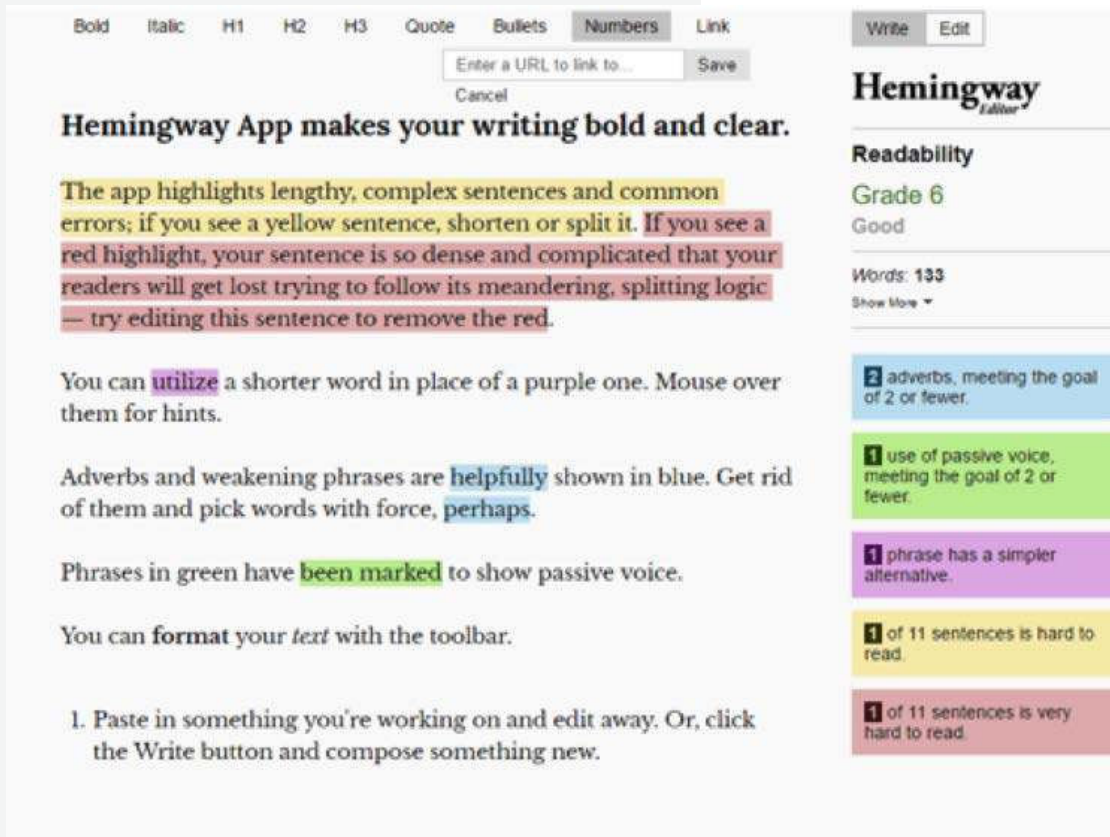 Bold Italic H1 H2 H3 Quote Bullets Numbers Link
Enter a URL to link to... Save
Cancel
Hemingway App makes your writing bold and clear.
The app highlights lengthy, complex sentences and common
errors; if you see a yellow sentence, shorten or split it. If you see a
red highlight, your sentence is so dense and complicated that your
readers will get lost trying to follow its meandering, splitting logic
— try editing this sentence to remove the red.
You can utilize a shorter word in place of a purple one. Mouse over
them for hints.
Adverbs and weakening phrases are helpfully shown in blue. Get rid
of them and pick words with force, perhaps.
Phrases in green have been marked to show passive voice.
You can format your text with the toolbar.
1. Paste in something you're working on and edit away. Or, click
the Write button and compose something new.
Write Edit
Hemingway
Editor
Readability
Grade 6
Good
Words: 133
Show More
2 adverbs, meeting the goal
of 2 or fewer.
1 use of passive voice,
meeting the goal of 2 or
fewer.
1 phrase has a simpler
alternative.
1 of 11 sentences is hard to
read.
1 of 11 sentences is very
hard to read.